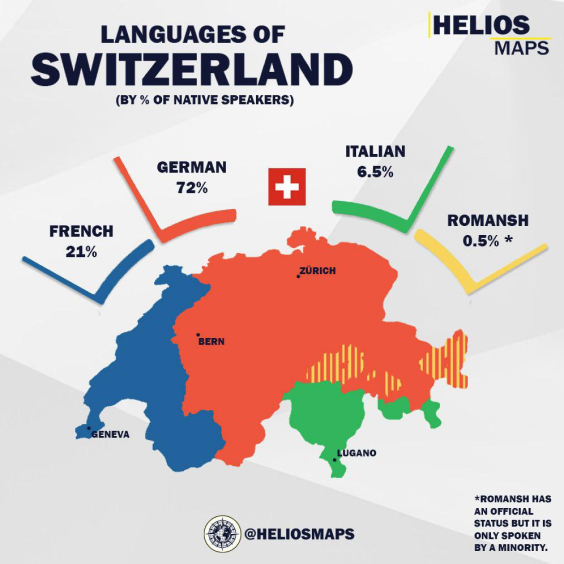 LANGUAGES OF
SWITZERLAND
(BY % OF NATIVE SPEAKERS)
HELIOS
MAPS
GERMAN
72%
ITALIAN
6.5%
FRENCH
21%
ROMANSH
0.5% *
ZÜRICH
BERN
GENEVA
LUGANO
*ROMANSH HAS
AN OFFICIAL
STATUS BUT IT IS
ONLY SPOKEN
BY A MINORITY.
@HELIOSMAPS